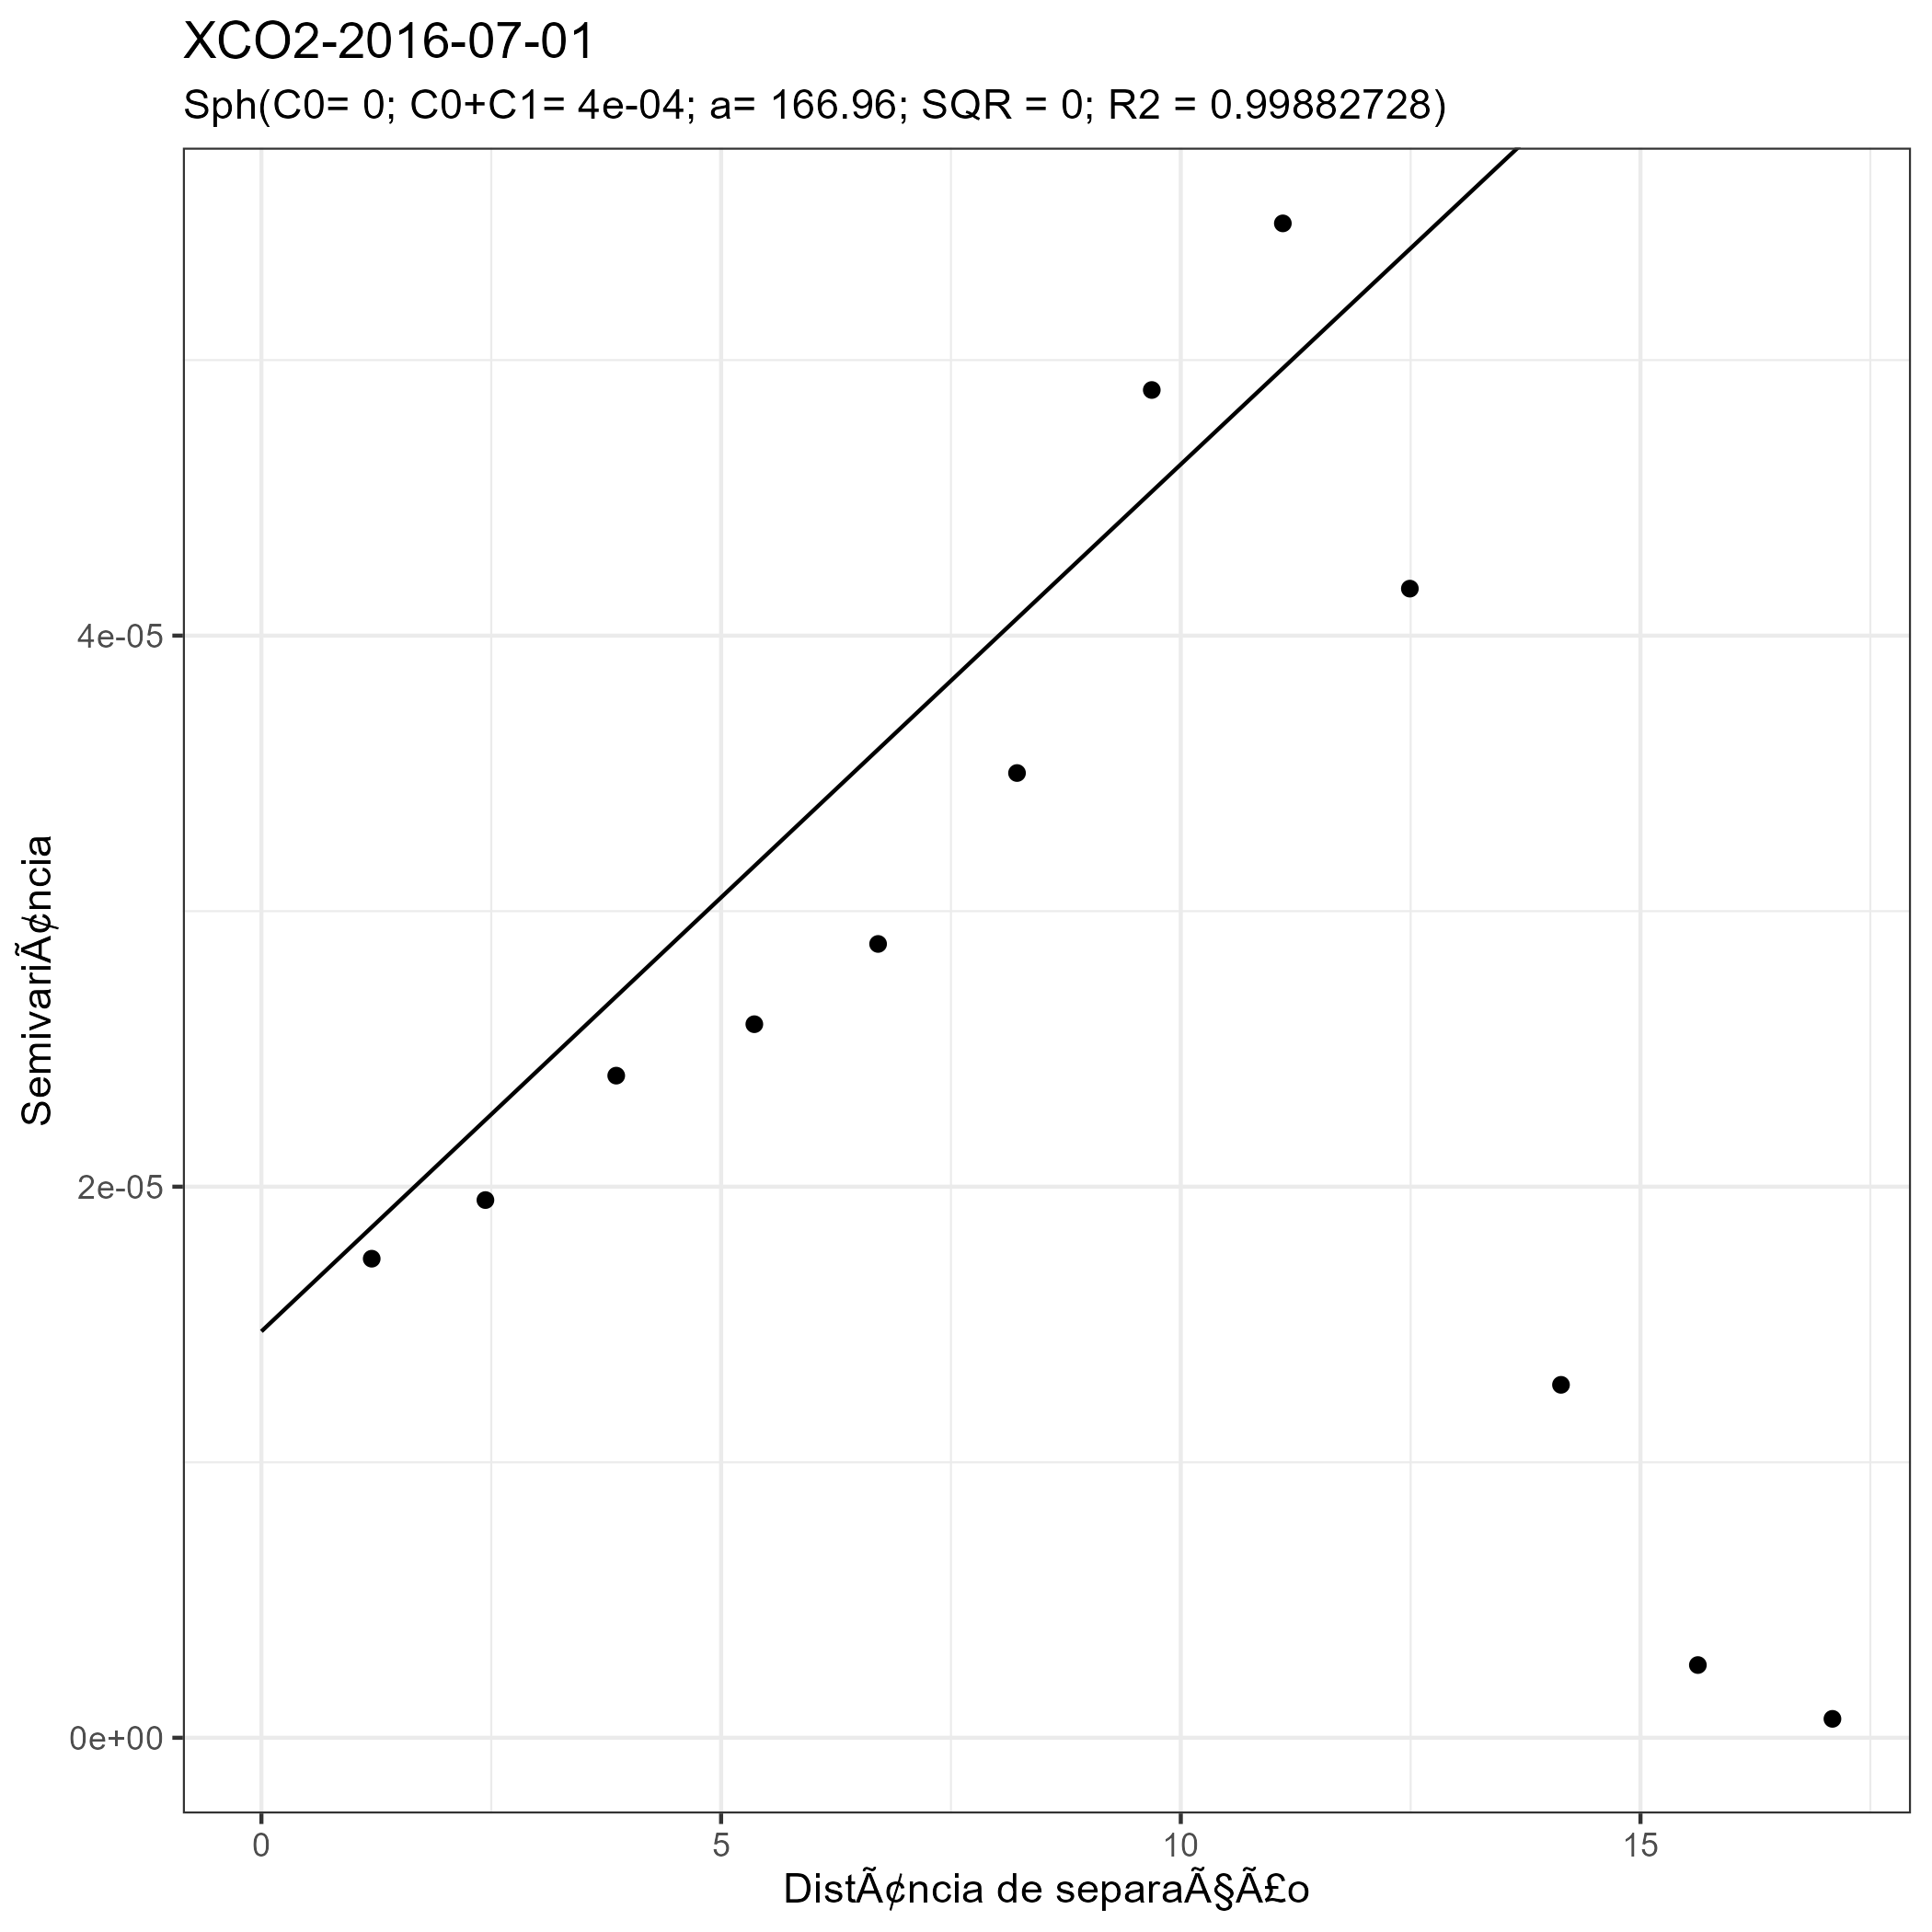 XCO2-2016-07-01
Sph(C0= 0; C0+C1= 4e-04; a= 166.96; SQR = 0; R2 = 0.99882728)
SemivariÃ¢ncia
4e-05
2e-05
0e+00
0 5 10 15
DistÃ¢ncia de separaÃ§Ã£o